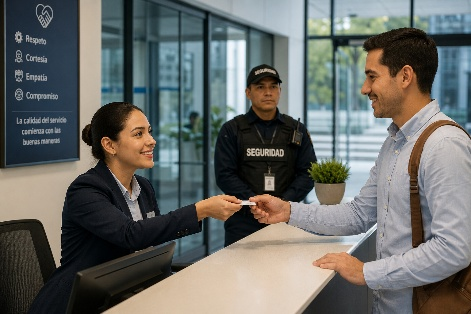 Respeto
Cortesía
Empatía
Compromiso
La calidad del servicio
comienza con las
buenas maneras
SEGURIDAD